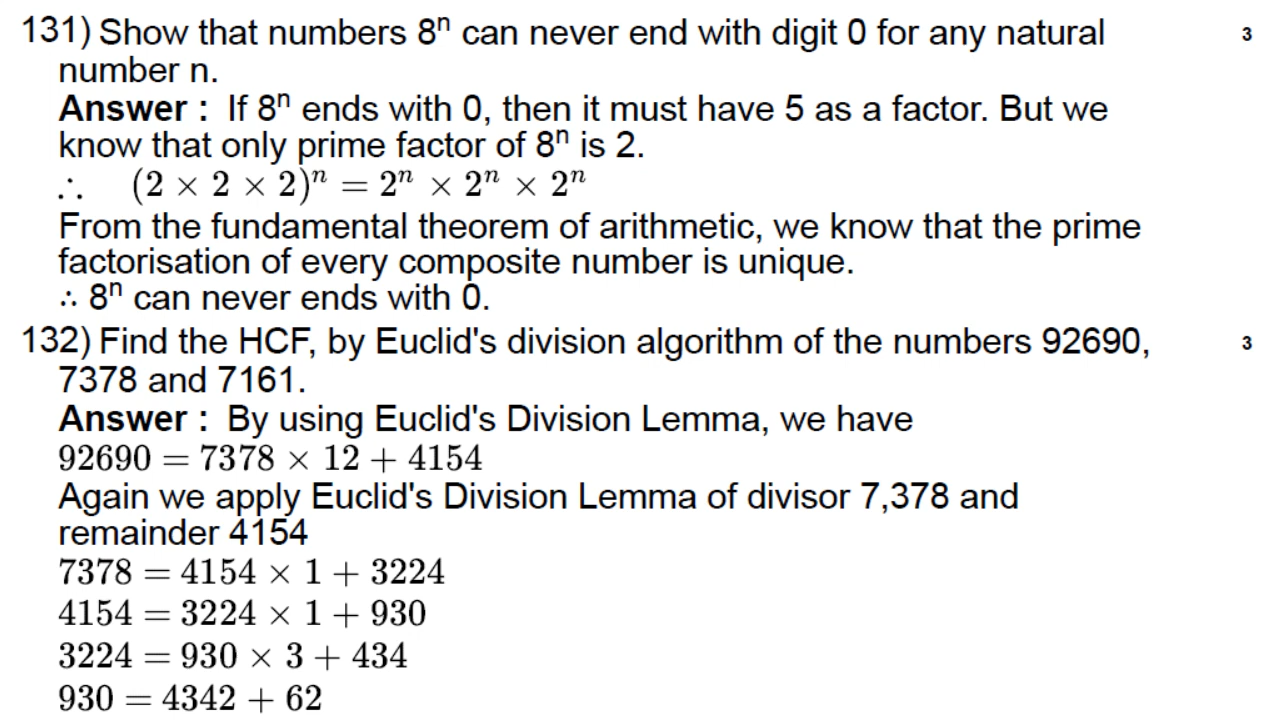 131) Show that numbers 8ⁿ can never end with digit 0 for any natural 3
number n.
Answer : If 8ⁿ ends with 0, then it must have 5 as a factor. But we
know that only prime factor of 8ⁿ is 2.
∴ (2 × 2 × 2)ⁿ = 2ⁿ × 2ⁿ × 2ⁿ
From the fundamental theorem of arithmetic, we know that the prime
factorisation of every composite number is unique.
∴ 8ⁿ can never ends with 0.
132) Find the HCF, by Euclid's division algorithm of the numbers 92690, 3
7378 and 7161.
Answer : By using Euclid's Division Lemma, we have
92690 = 7378 × 12 + 4154
Again we apply Euclid's Division Lemma of divisor 7,378 and
remainder 4154
7378 = 4154 × 1 + 3224
4154 = 3224 × 1 + 930
3224 = 930 × 3 + 434
930 = 4342 + 62